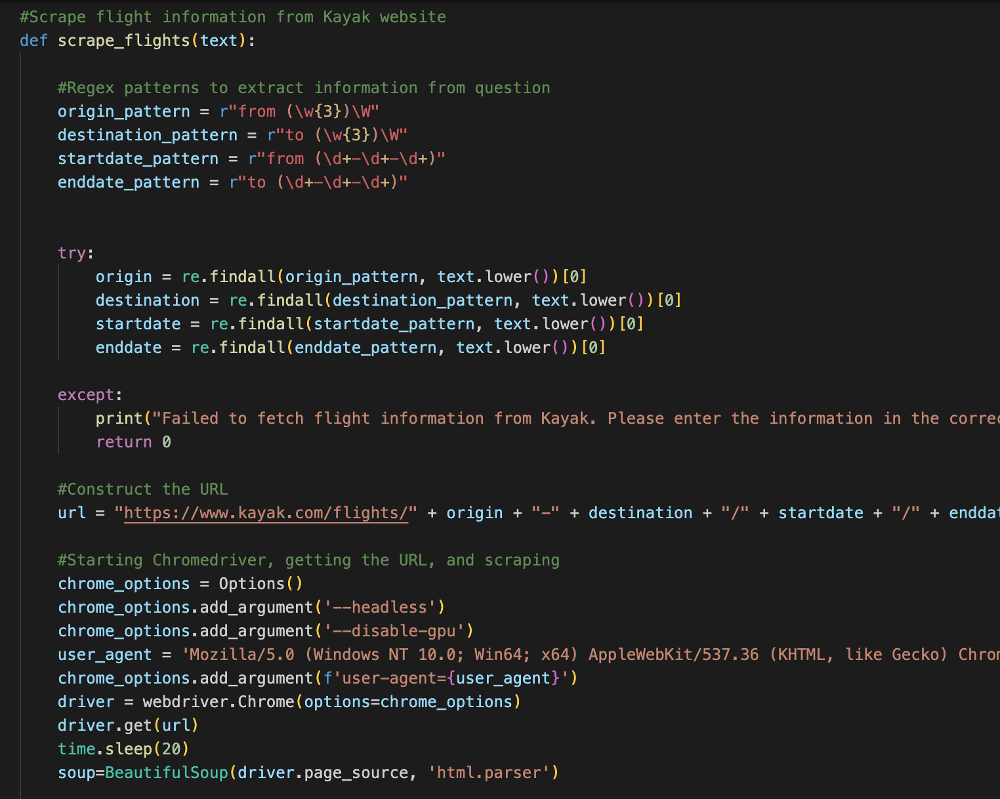 #Scrape flight information from Kayak website
def scrape_flights(text):
#Regex patterns to extract information from question
origin_pattern = r"from (\w{3})\W"
destination_pattern = r"to (\w{3})\W"
startdate_pattern = r"from (\d+-\d+-\d+)"
enddate_pattern = r"to (\d+-\d+-\d+)"
try:
origin = re.findall(origin_pattern, text.lower())[0]
destination = re.findall(destination_pattern, text.lower())[0]
startdate = re.findall(startdate_pattern, text.lower())[0]
enddate = re.findall(enddate_pattern, text.lower())[0]
except:
print("Failed to fetch flight information from Kayak. Please enter the information in the correc
return 0
#Construct the URL
url = "https://www.kayak.com/flights/" + origin + "-" + destination + "/" + startdate + "/" + enddat
#Starting Chromedriver, getting the URL, and scraping
chrome_options = Options()
chrome_options.add_argument('--headless')
chrome_options.add_argument('--disable-gpu')
user_agent = 'Mozilla/5.0 (Windows NT 10.0; Win64; x64) AppleWebKit/537.36 (KHTML, like Gecko) Chrom
chrome_options.add_argument(f'user-agent={user_agent}')
driver = webdriver.Chrome(options=chrome_options)
driver.get(url)
time.sleep(20)
soup=BeautifulSoup(driver.page_source, 'html.parser')